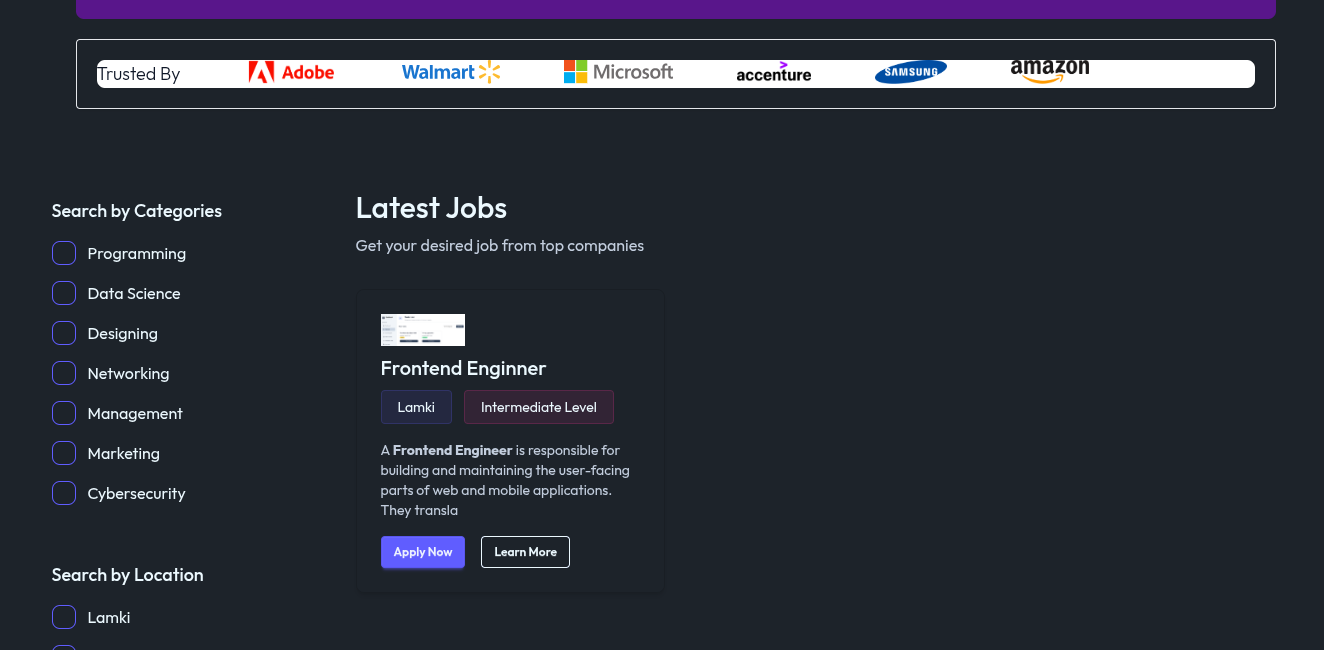 Trusted By Adobe Walmart Microsoft accenture SAMSUNG amazon
Search by Categories
Programming
Data Science
Designing
Networking
Management
Marketing
Cybersecurity
Search by Location
Lamki
Latest Jobs
Get your desired job from top companies
Frontend Enginner
Lamki Intermediate Level
A Frontend Engineer is responsible for
building and maintaining the user-facing
parts of web and mobile applications.
They transla
Apply Now Learn More